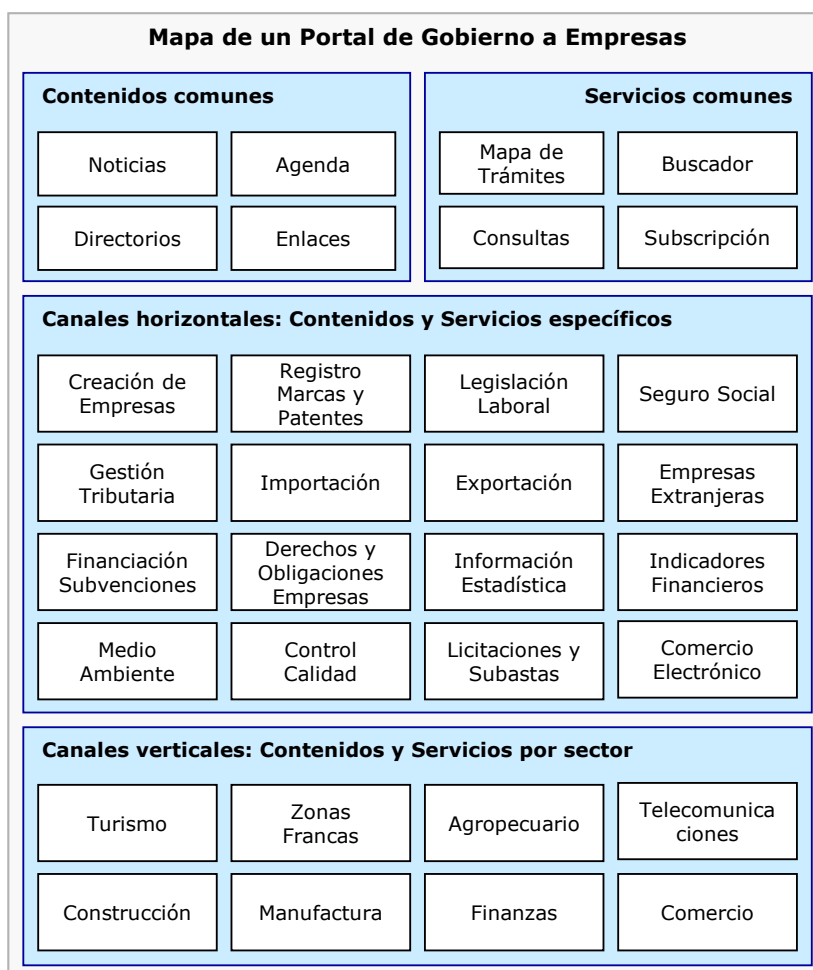 Mapa de un Portal de Gobierno a Empresas
Contenidos comunes
Noticias
Agenda
Directorios
Enlaces
Servicios comunes
Mapa de
Trámites
Buscador
Consultas
Subscripción
Canales horizontales: Contenidos y Servicios específicos
Creación de
Empresas
Registro
Marcas y
Patentes
Legislación
Laboral
Seguro Social
Gestión
Tributaria
Importación
Exportación
Empresas
Extranjeras
Financiación
Subvenciones
Derechos y
Obligaciones
Empresas
Información
Estadística
Indicadores
Financieros
Medio
Ambiente
Control
Calidad
Licitaciones y
Subastas
Comercio
Electrónico
Canales verticales: Contenidos y Servicios por sector
Turismo
Zonas
Francas
Agropecuario
Telecomunica
ciones
Construcción
Manufactura
Finanzas
Comercio